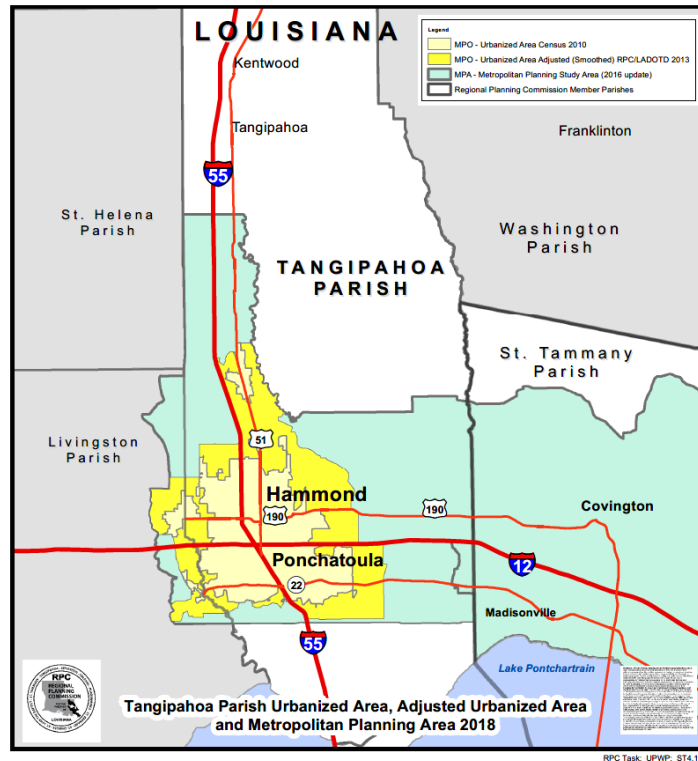 LOUISIANA
Legend
MPO - Urbanized Area Census 2010
MPO - Urbanized Area Adjusted (Smoothed) RPC/LADOTD 2013
MPA - Metropolitan Planning Study Area (2016 update)
Regional Planning Commission Member Parishes
Kentwood
Tangipahoa
Franklinton
55
St. Helena
Parish
Washington
Parish
TANGIPAHOA
PARISH
St. Tammany
Parish
51
Livingston
Parish
Hammond
190
190
Covington
Ponchatoula
12
22
Madisonville
55
Lake Pontchartrain
RPC
REGIONAL
PLANNING
COMMISSION
LOUISIANA
Tangipahoa Parish Urbanized Area, Adjusted Urbanized Area
and Metropolitan Planning Area 2018
RPC Task: UPWP: ST4.1